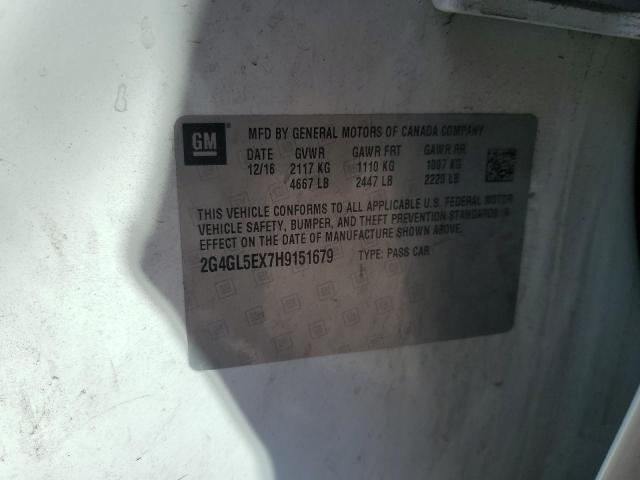 GM
MFD BY GENERAL MOTORS OF CANADA COMPANY
DATE GVWR GAWR FRT GAWR RR
12/16 2117 KG 1110 KG 1007 KG
4667 LB 2447 LB 2220 LB
THIS VEHICLE CONFORMS TO ALL APPLICABLE U.S. FEDERAL MOTOR
VEHICLE SAFETY, BUMPER, AND THEFT PREVENTION STANDARDS IN
EFFECT ON THE DATE OF MANUFACTURE SHOWN ABOVE.
2G4GL5EX7H9151679 TYPE: PASS CAR